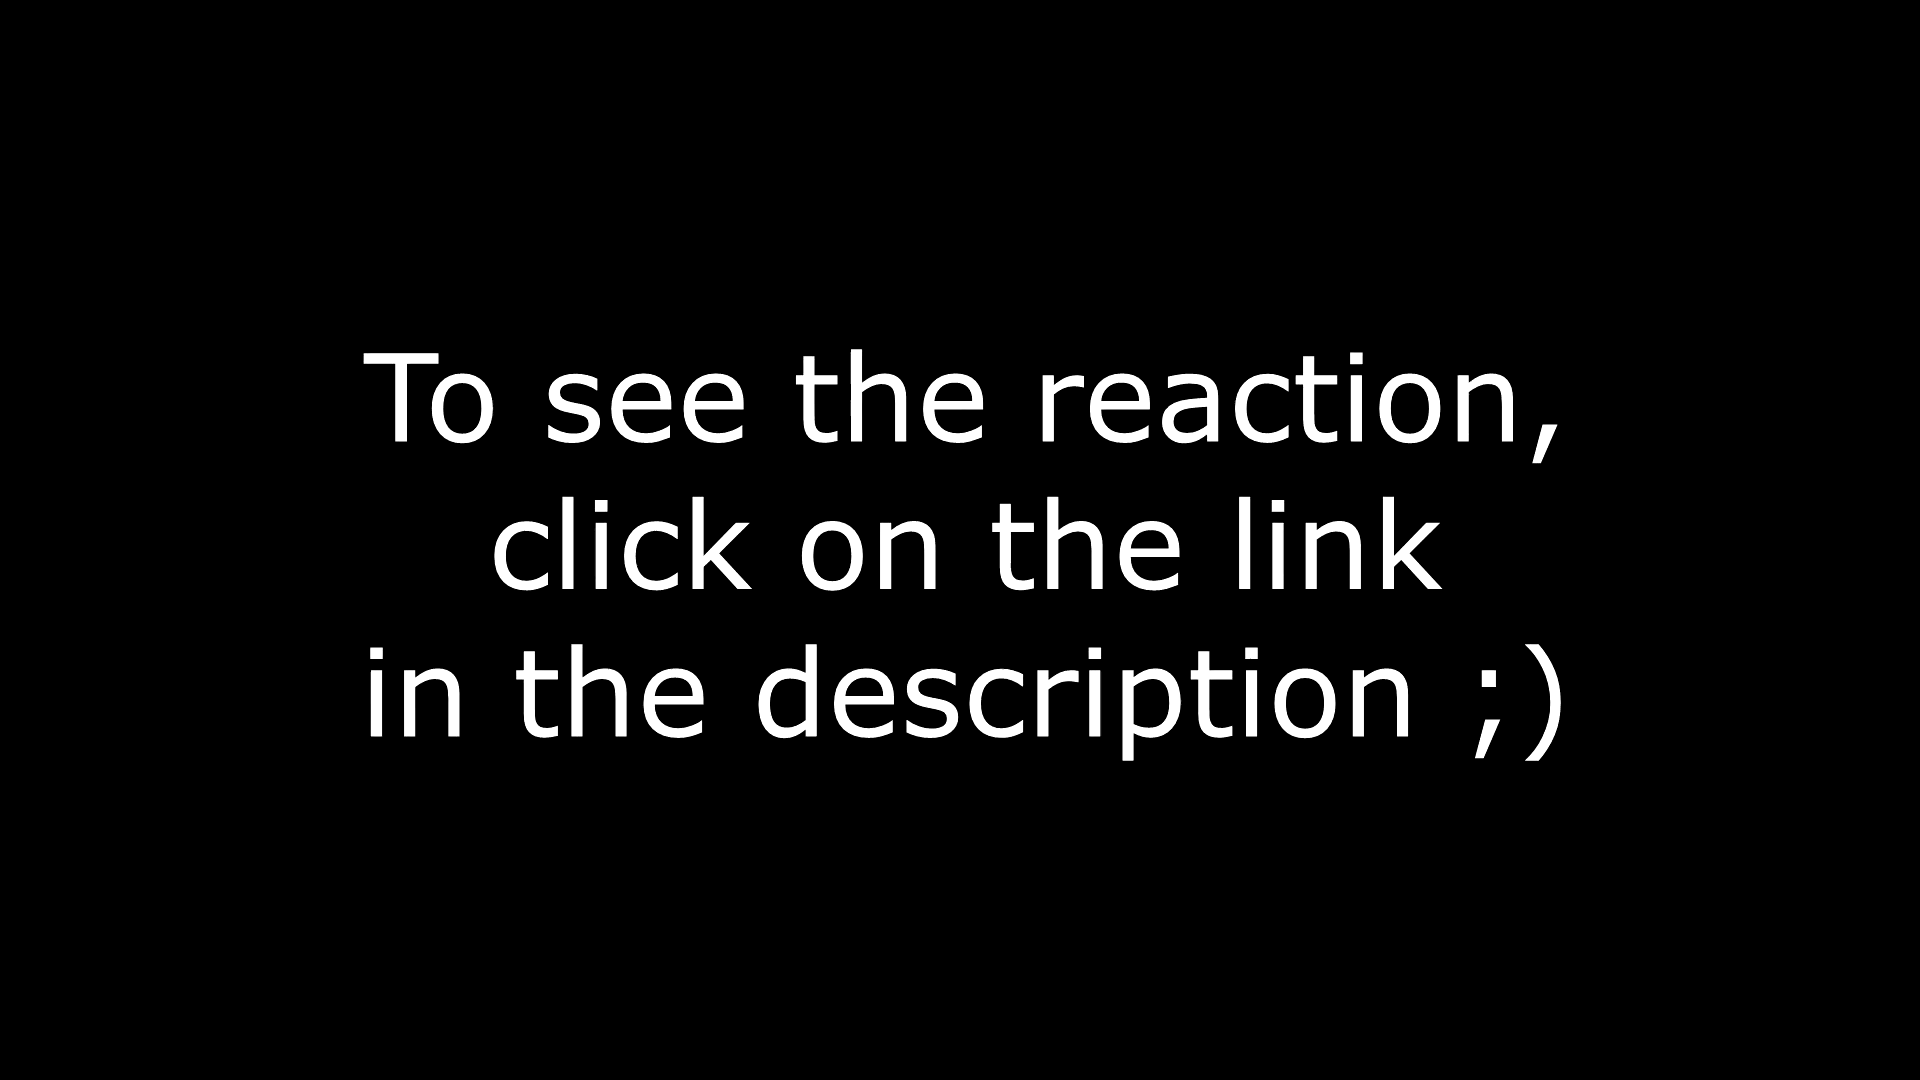 To see the reaction,
click on the link
in the description ;)